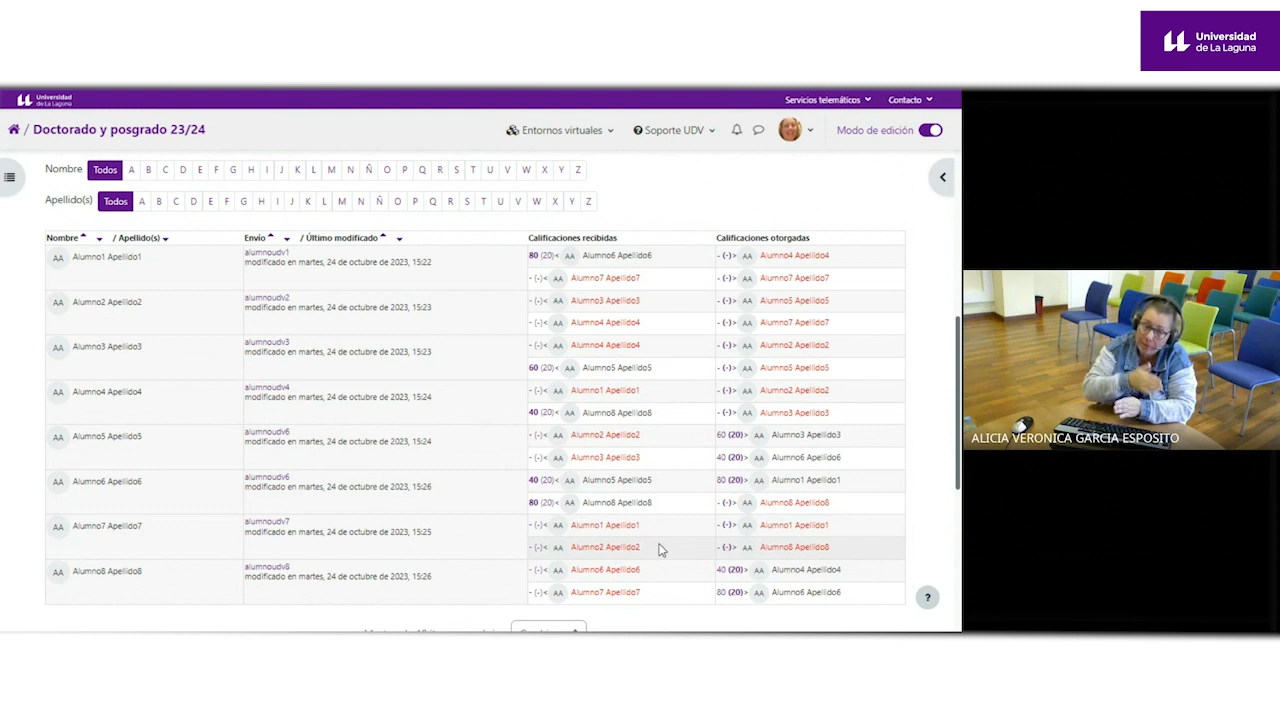 Universidad
de La Laguna
Universidad
de La Laguna
Servicios telemáticos
Contacto
/ Doctorado y posgrado 23/24
Entornos virtuales
Soporte UDV
Modo de edición
Nombre Todos A B C D E F G H I J K L M N Ñ O P Q R S T U V W X Y Z
Apellido(s) Todos A B C D E F G H I J K L M N Ñ O P Q R S T U V W X Y Z
Nombre / Apellido(s) Envío / Último modificado Calificaciones recibidas Calificaciones otorgadas
AA Alumno1 Apellido1 alumnoudv1 80 (20)< AA Alumno6 Apellido6 - (-)> AA Alumno4 Apellido4
modificado en martes, 24 de octubre de 2023, 15:22
- (-)< AA Alumno7 Apellido7 - (-)> AA Alumno7 Apellido7
AA Alumno2 Apellido2 alumnoudv2 - (-)< AA Alumno3 Apellido3 - (-)> AA Alumno5 Apellido5
modificado en martes, 24 de octubre de 2023, 15:23
- (-)< AA Alumno4 Apellido4 - (-)> AA Alumno7 Apellido7
AA Alumno3 Apellido3 alumnoudv3 - (-)< AA Alumno4 Apellido4 - (-)> AA Alumno2 Apellido2
modificado en martes, 24 de octubre de 2023, 15:23
60 (20)< AA Alumno5 Apellido5 - (-)> AA Alumno5 Apellido5
AA Alumno4 Apellido4 alumnoudv4 - (-)< AA Alumno1 Apellido1 - (-)> AA Alumno2 Apellido2
modificado en martes, 24 de octubre de 2023, 15:24
40 (20)< AA Alumno8 Apellido8 - (-)> AA Alumno3 Apellido3
AA Alumno5 Apellido5 alumnoudv6 - (-)< AA Alumno2 Apellido2 60 (20)> AA Alumno3 Apellido3
modificado en martes, 24 de octubre de 2023, 15:24
- (-)< AA Alumno3 Apellido3 40 (20)> AA Alumno6 Apellido6
AA Alumno6 Apellido6 alumnoudv6 40 (20)< AA Alumno5 Apellido5 80 (20)> AA Alumno1 Apellido1
modificado en martes, 24 de octubre de 2023, 15:26
80 (20)< AA Alumno8 Apellido8 - (-)> AA Alumno8 Apellido8
AA Alumno7 Apellido7 alumnoudv7 - (-)< AA Alumno1 Apellido1 - (-)> AA Alumno1 Apellido1
modificado en martes, 24 de octubre de 2023, 15:25
- (-)< AA Alumno2 Apellido2 - (-)> AA Alumno8 Apellido8
AA Alumno8 Apellido8 alumnoudv8 - (-)< AA Alumno6 Apellido6 40 (20)> AA Alumno4 Apellido4
modificado en martes, 24 de octubre de 2023, 15:26
- (-)< AA Alumno7 Apellido7 80 (20)> AA Alumno6 Apellido6
?
ALICIA VERONICA GARCIA ESPOSITO